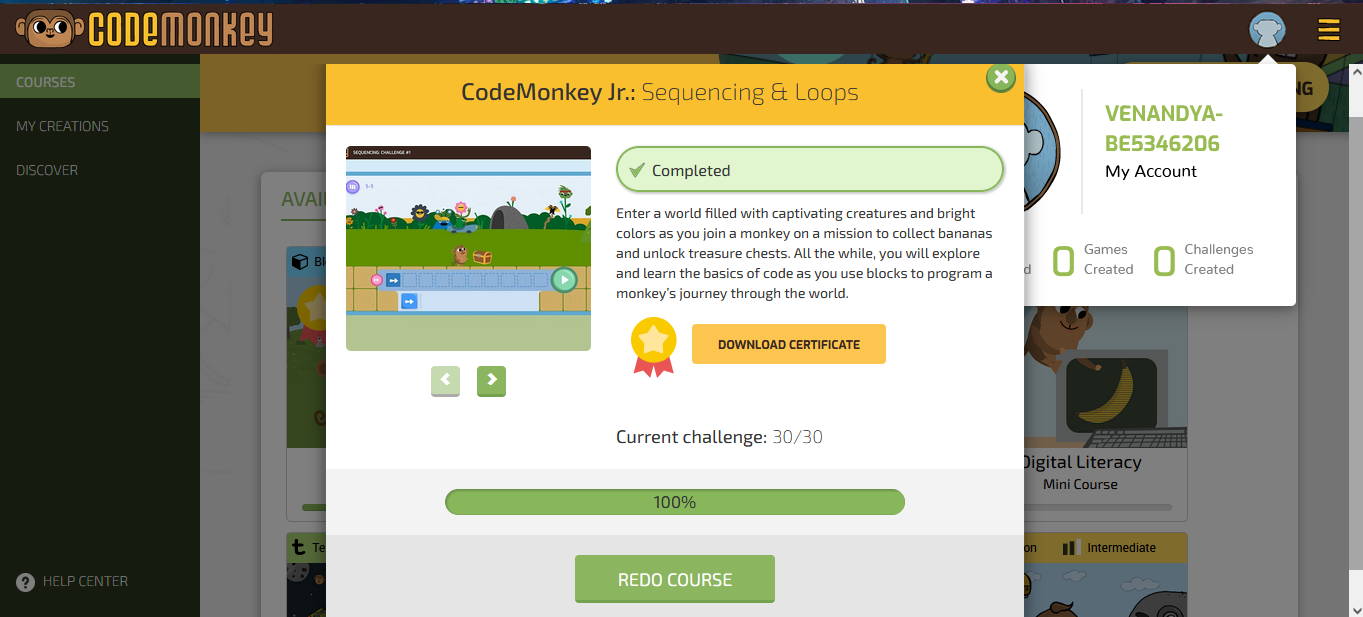 CODEMONKEY
COURSES
MY CREATIONS
DISCOVER
HELP CENTER
AVAI
Bl
Te
CodeMonkey Jr.: Sequencing & Loops
SEQUENCING: CHALLENGE #1
1-1
Completed
Enter a world filled with captivating creatures and bright
colors as you join a monkey on a mission to collect bananas
and unlock treasure chests. All the while, you will explore
and learn the basics of code as you use blocks to program a
monkey's journey through the world.
DOWNLOAD CERTIFICATE
Current challenge: 30/30
100%
REDO COURSE
NG
VENANDYA-
BE5346206
My Account
d
0 Games
Created
0 Challenges
Created
Digital Literacy
Mini Course
on
Intermediate